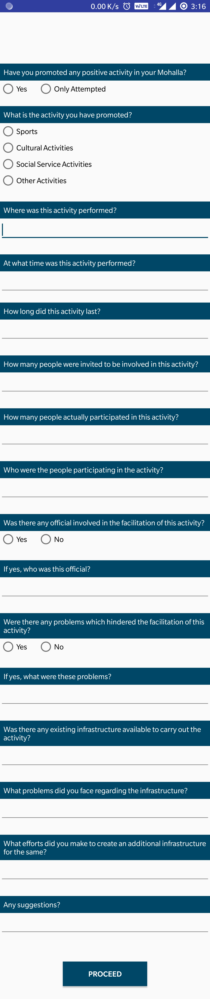 0.00 K/s VoLTE 4G 3:16
Have you promoted any positive activity in your Mohalla?
Yes Only Attempted
What is the activity you have promoted?
Sports
Cultural Activities
Social Service Activities
Other Activities
Where was this activity performed?
At what time was this activity performed?
How long did this activity last?
How many people were invited to be involved in this activity?
How many people actually participated in this activity?
Who were the people participating in the activity?
Was there any official involved in the facilitation of this activity?
Yes No
If yes, who was this official?
Were there any problems which hindered the facilitation of this
activity?
Yes No
If yes, what were these problems?
Was there any existing infrastructure available to carry out the
activity?
What problems did you face regarding the infrastructure?
What efforts did you make to create an additional infrastructure
for the same?
Any suggestions?
PROCEED